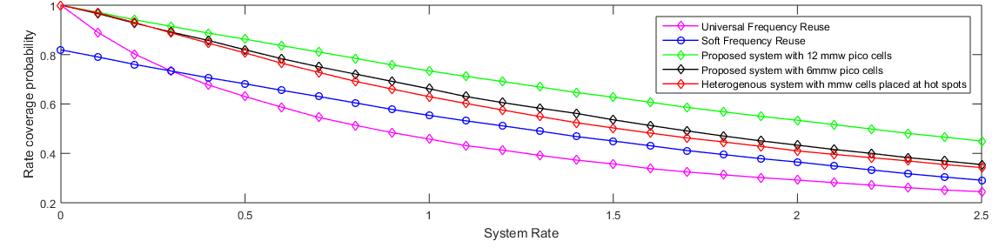 Rate coverage probability
1
0.8
0.6
0.4
0.2
Universal Frequency Reuse
Soft Frequency Reuse
Proposed system with 12 mmw pico cells
Proposed system with 6mmw pico cells
Heterogenous system with mmw cells placed at hot spots
0 0.5 1 1.5 2 2.5
System Rate